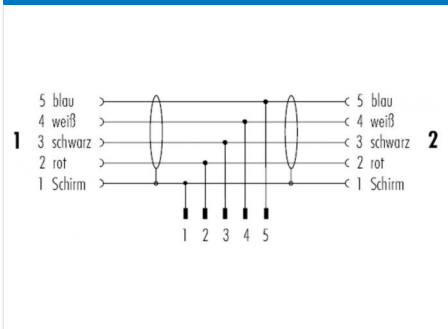 5 blau 5 blau
4 weiß 4 weiß
1 3 schwarz 3 schwarz 2
2 rot 2 rot
1 Schirm 1 Schirm
1 2 3 4 5